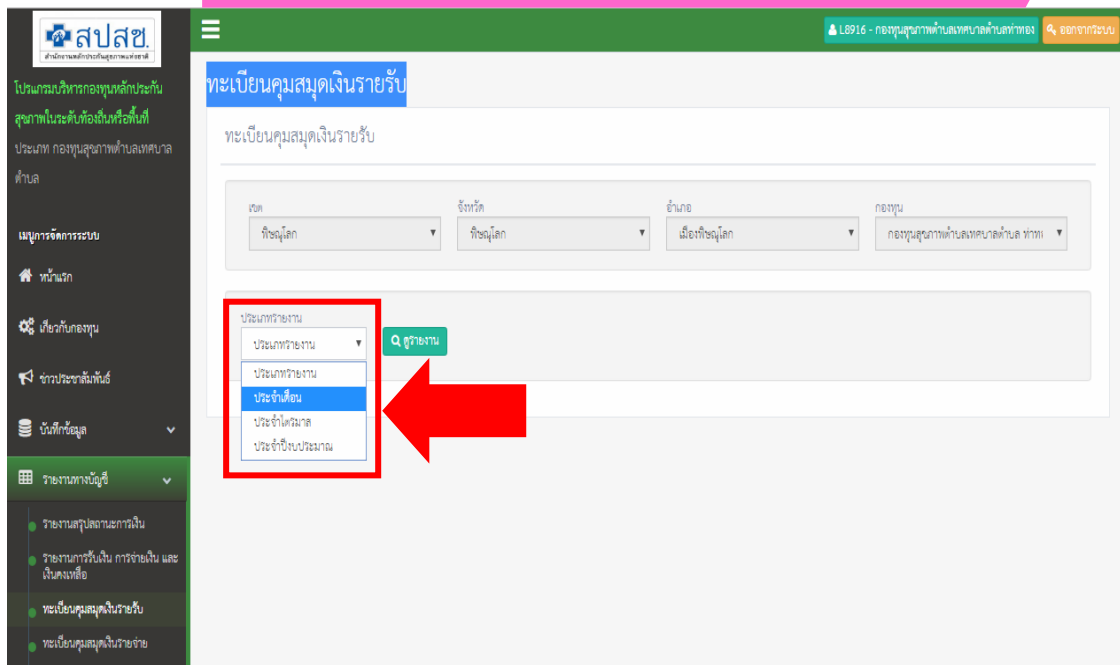 สปสช.
สำนักงานหลักประกันสุขภาพแห่งชาติ
L8916 - กองทุนสุขภาพตำบลเทศบาลตำบลท่าทอง
ออกจากระบบ
โปรแกรมบริหารกองทุนหลักประกัน
สุขภาพในระดับท้องถิ่นหรือพื้นที่
ประเภท กองทุนสุขภาพตำบลเทศบาล
ตำบล
เมนูการจัดการระบบ
หน้าแรก
เกี่ยวกับกองทุน
ข่าวประชาสัมพันธ์
บันทึกข้อมูล
รายงานทางบัญชี
รายงานสรุปสถานะการเงิน
รายงานการรับเงิน การจ่ายเงิน และ
เงินคงเหลือ
ทะเบียนคุมสมุดเงินรายรับ
ทะเบียนคุมสมุดเงินรายจ่าย
ทะเบียนคุมสมุดเงินรายรับ
ทะเบียนคุมสมุดเงินรายรับ
เขต จังหวัด อำเภอ กองทุน
พิษณุโลก พิษณุโลก เมืองพิษณุโลก กองทุนสุขภาพตำบลเทศบาลตำบล ท่าท
ประเภทรายงาน
ประเภทรายงาน ดูรายงาน
ประเภทรายงาน
ประจำเดือน
ประจำไตรมาส
ประจำปีงบประมาณ